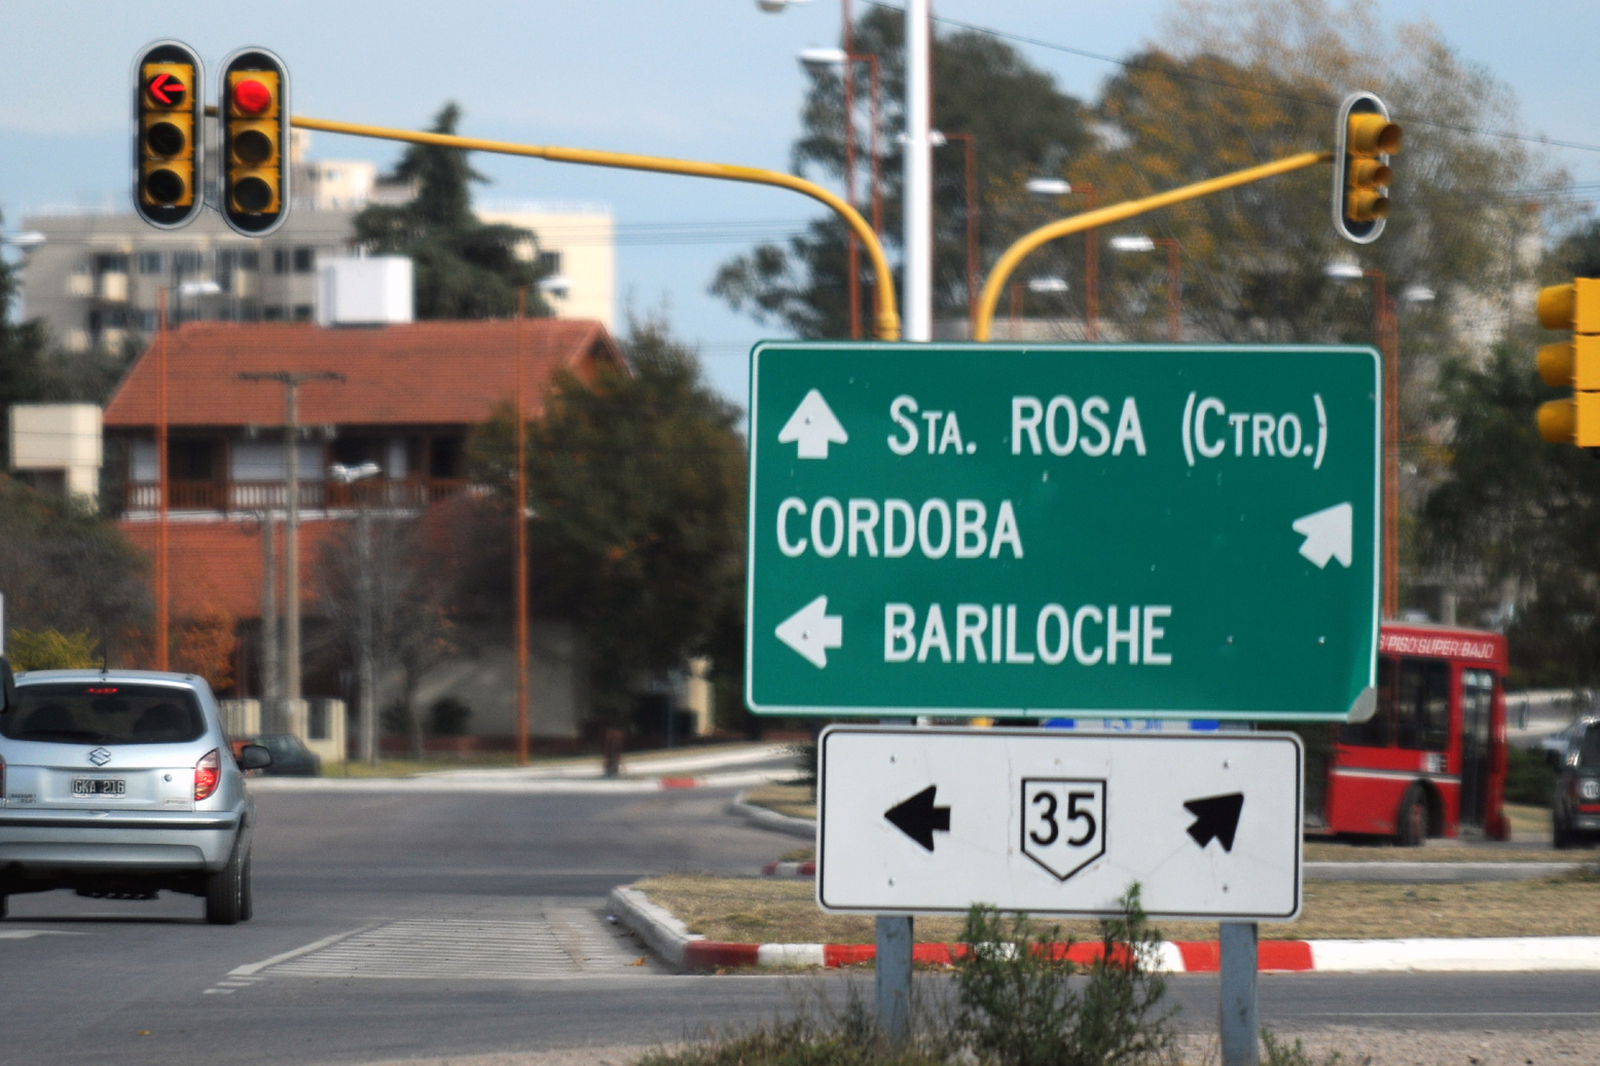 STA. ROSA (CTRO.)
CORDOBA
BARILOCHE
35
S PISO SUPER BAJO
GKA 216